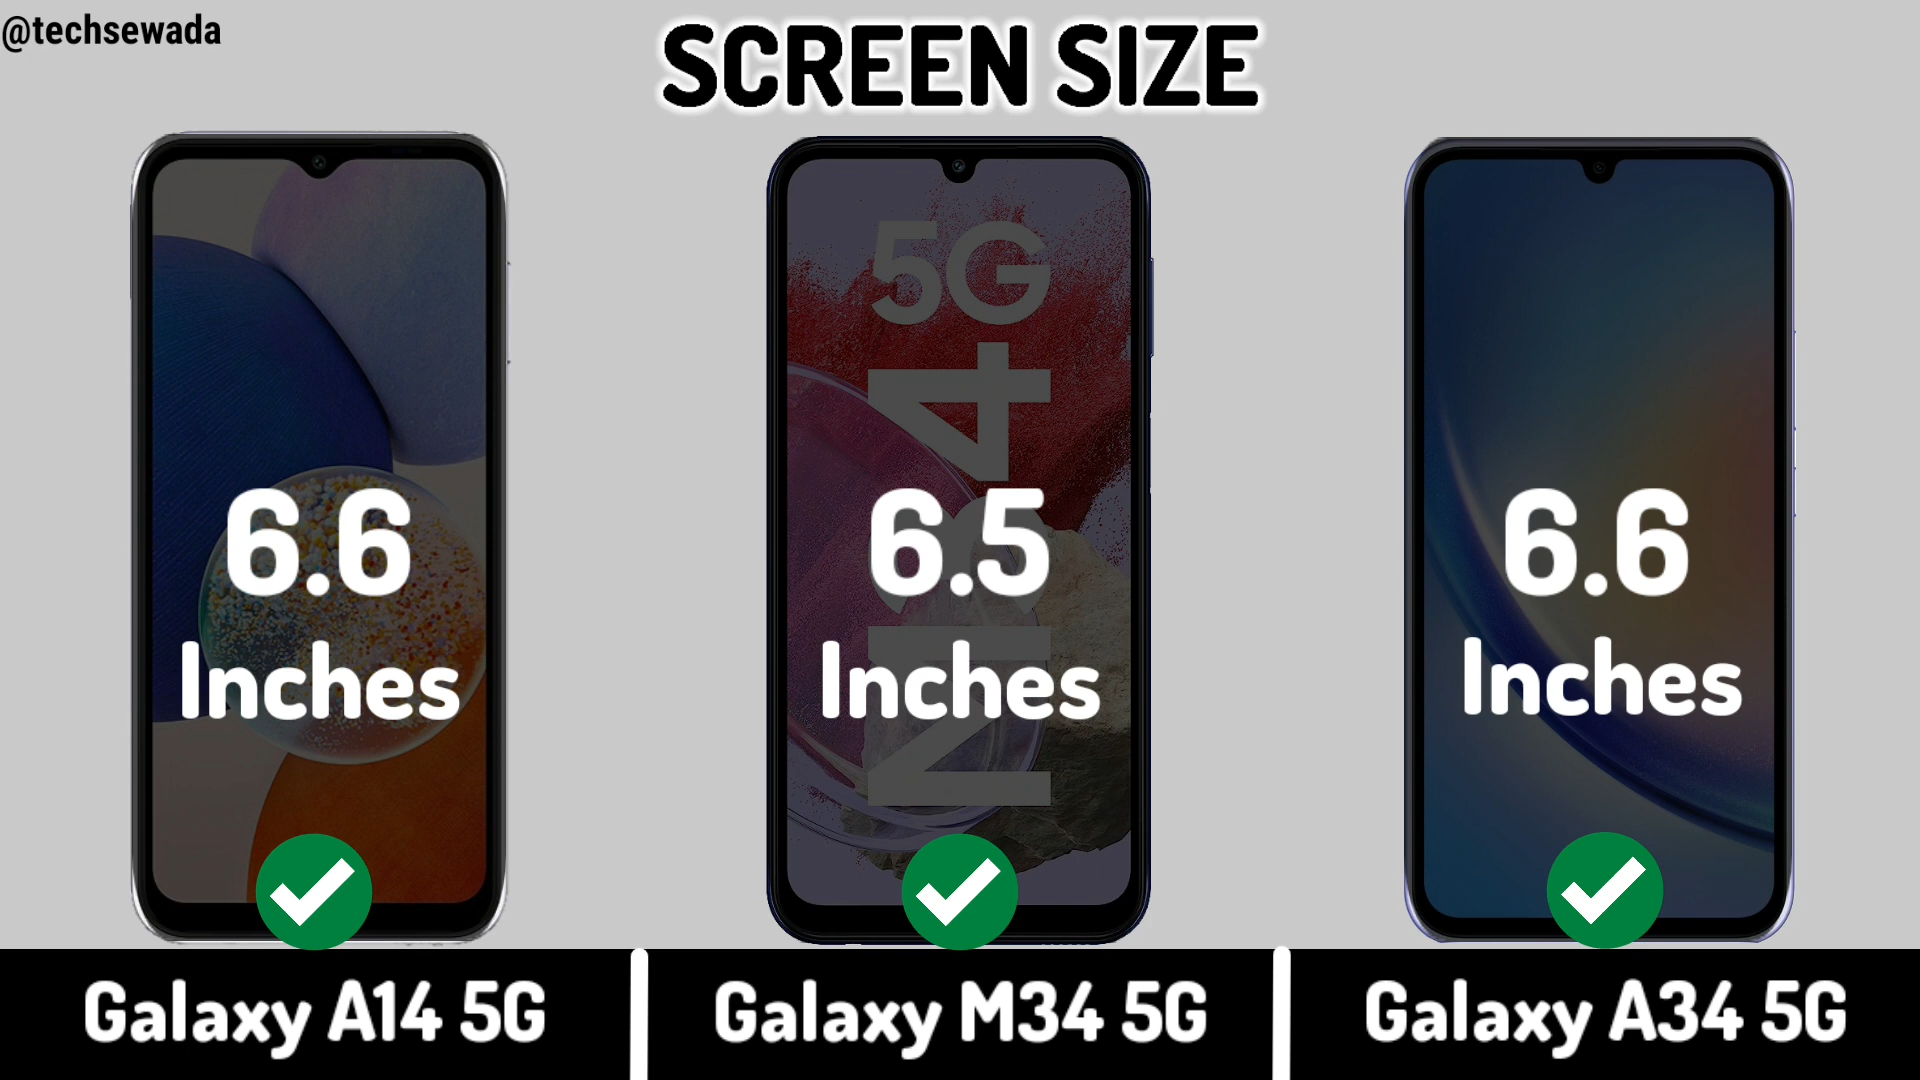 @techsewada
SCREEN SIZE
5G
M34
6.6
Inches
6.5
Inches
6.6
Inches
Galaxy A14 5G
Galaxy M34 5G
Galaxy A34 5G